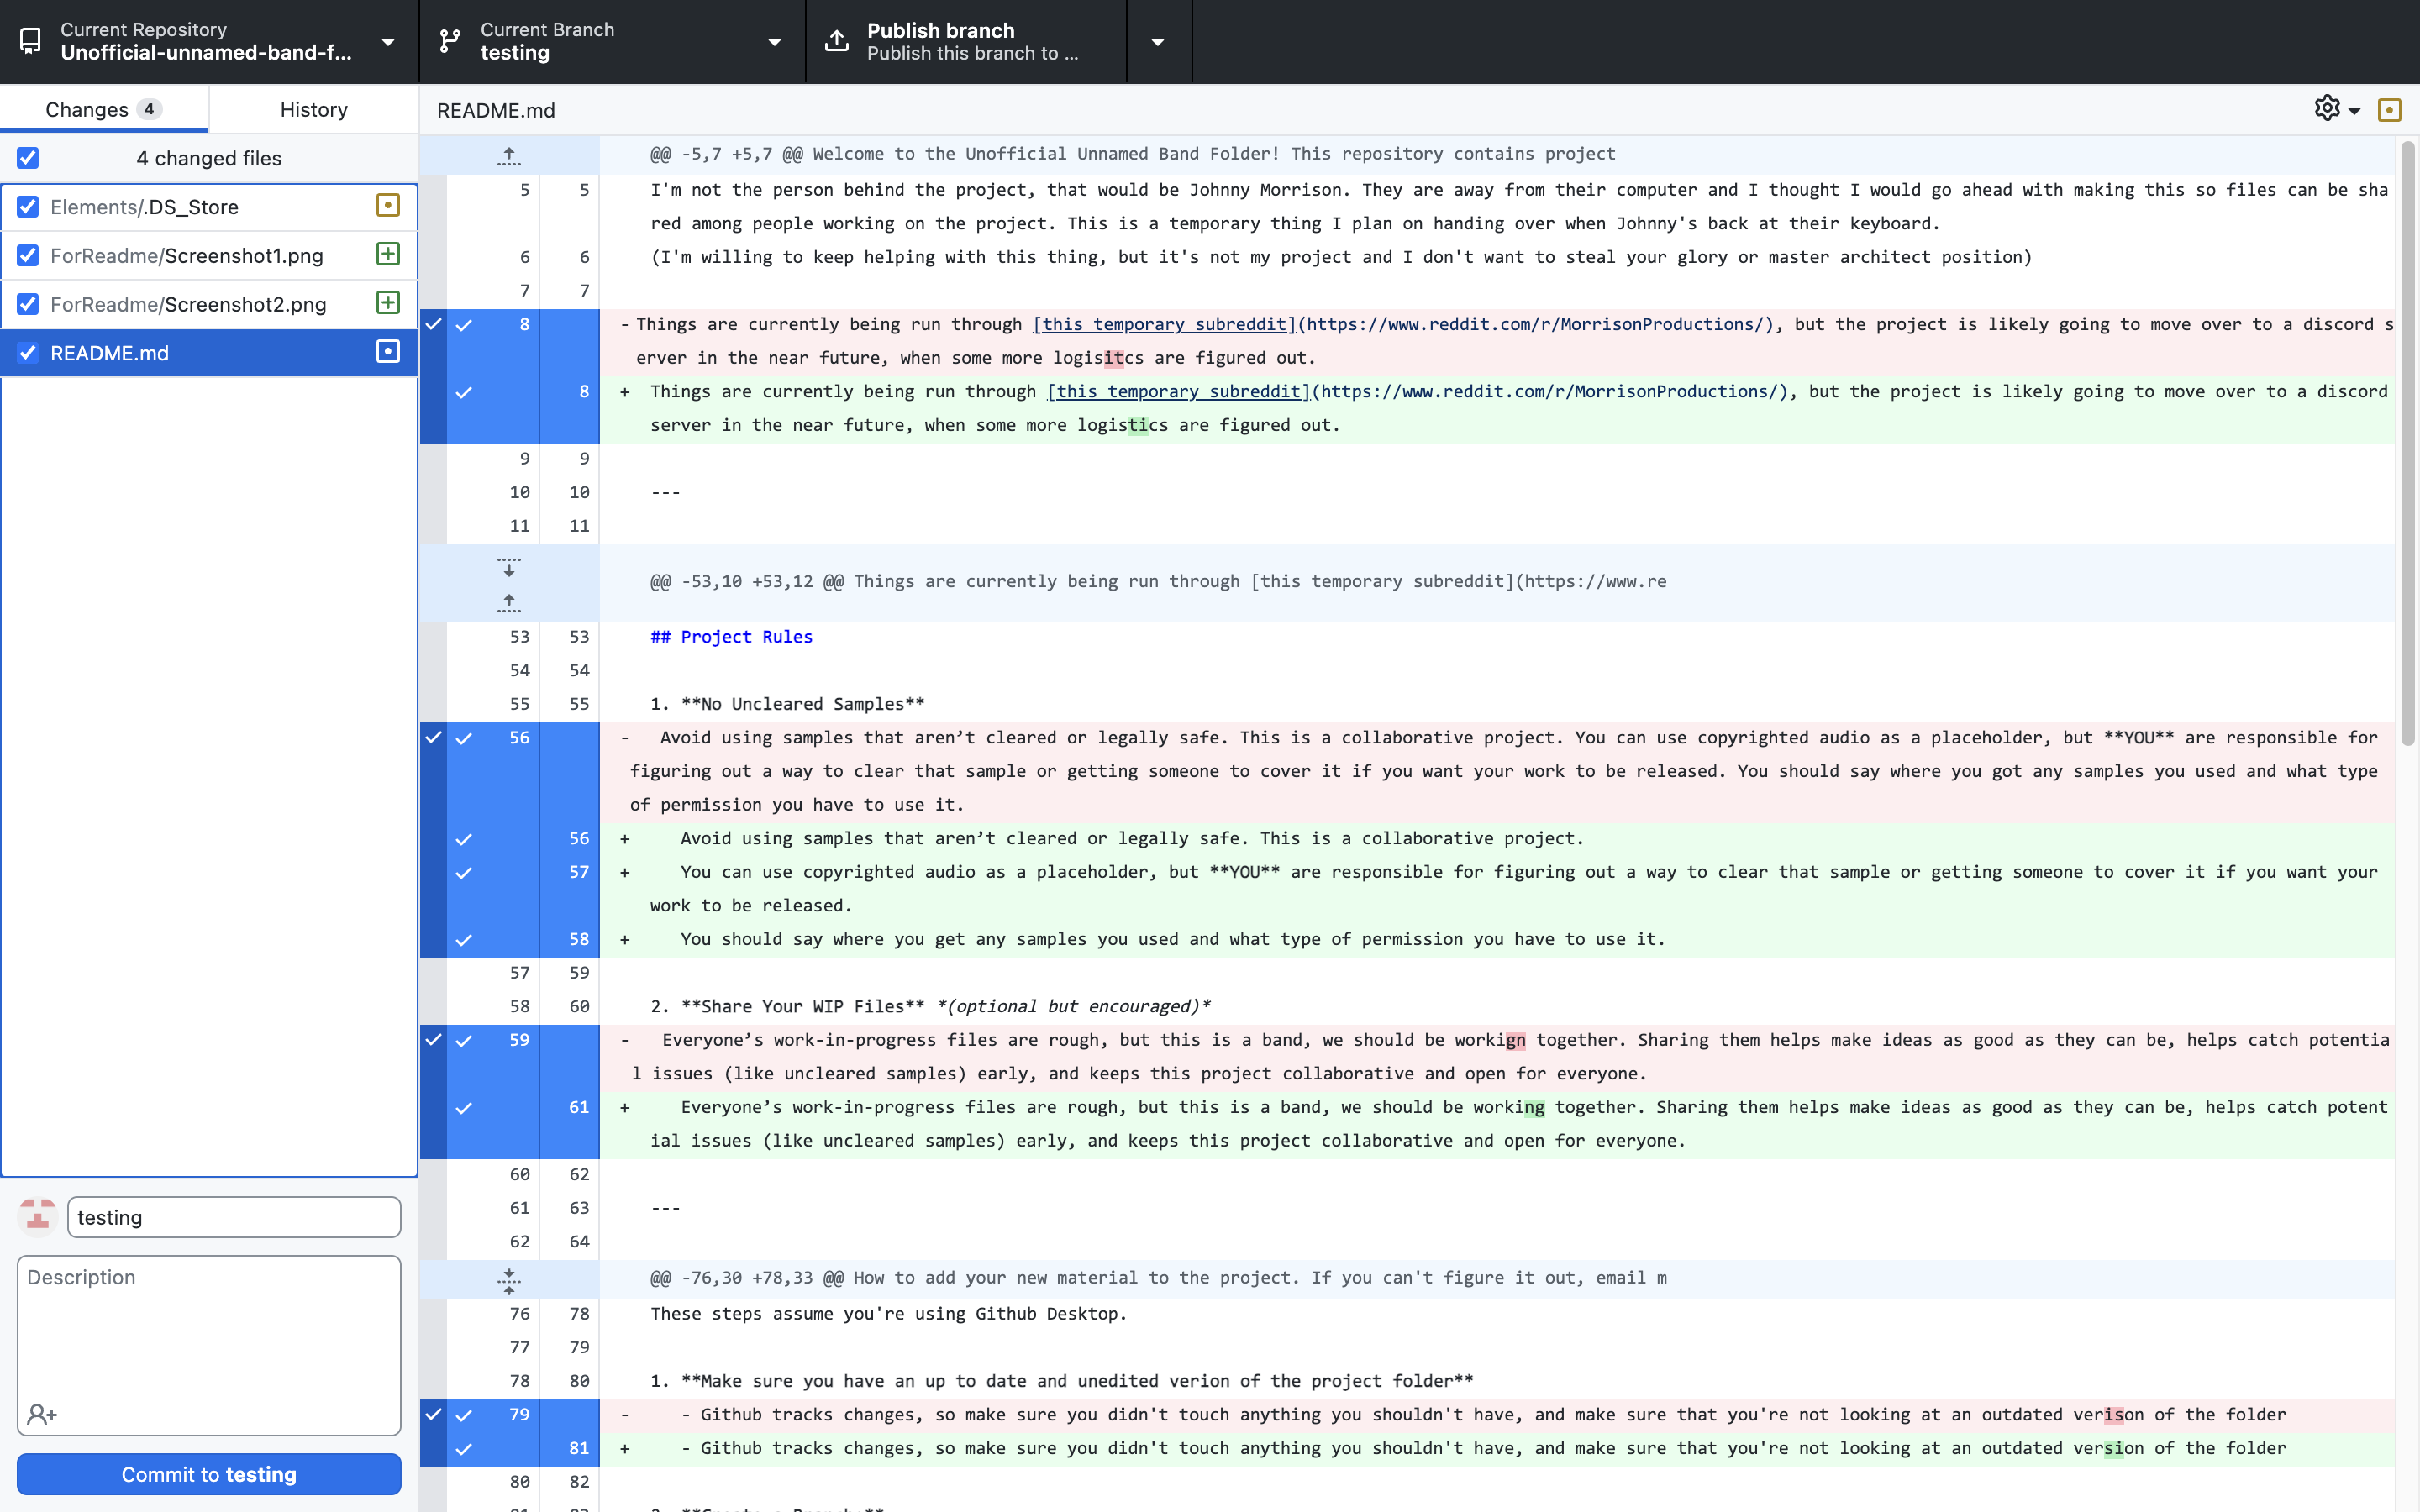 Current Repository
Unofficial-unnamed-band-f...
Current Branch
testing
Publish branch
Publish this branch to ...
Changes 4
History
4 changed files
Elements/.DS_Store
ForReadme/Screenshot1.png
ForReadme/Screenshot2.png
README.md
testing
Description
Commit to testing
README.md
@@ -5,7 +5,7 @@ Welcome to the Unofficial Unnamed Band Folder! This repository contains project
5 5 I'm not the person behind the project, that would be Johnny Morrison. They are away from their computer and I thought I would go ahead with making this so files can be sha
red among people working on the project. This is a temporary thing I plan on handing over when Johnny's back at their keyboard.
6 6 (I'm willing to keep helping with this thing, but it's not my project and I don't want to steal your glory or master architect position)
7 7
8 - Things are currently being run through [this temporary subreddit](https://www.reddit.com/r/MorrisonProductions/), but the project is likely going to move over to a discord s
erver in the near future, when some more logisitcs are figured out.
8 + Things are currently being run through [this temporary subreddit](https://www.reddit.com/r/MorrisonProductions/), but the project is likely going to move over to a discord
server in the near future, when some more logistics are figured out.
9 9
10 10 ---
11 11
@@ -53,10 +53,12 @@ Things are currently being run through [this temporary subreddit](https://www.re
53 53 ## Project Rules
54 54
55 55 1. **No Uncleared Samples**
56 - Avoid using samples that aren’t cleared or legally safe. This is a collaborative project. You can use copyrighted audio as a placeholder, but **YOU** are responsible for
figuring out a way to clear that sample or getting someone to cover it if you want your work to be released. You should say where you got any samples you used and what type
of permission you have to use it.
56 + Avoid using samples that aren’t cleared or legally safe. This is a collaborative project.
57 + You can use copyrighted audio as a placeholder, but **YOU** are responsible for figuring out a way to clear that sample or getting someone to cover it if you want your
work to be released.
58 + You should say where you get any samples you used and what type of permission you have to use it.
57 59
58 60 2. **Share Your WIP Files** *(optional but encouraged)*
59 - Everyone’s work-in-progress files are rough, but this is a band, we should be workign together. Sharing them helps make ideas as good as they can be, helps catch potentia
l issues (like uncleared samples) early, and keeps this project collaborative and open for everyone.
61 + Everyone’s work-in-progress files are rough, but this is a band, we should be working together. Sharing them helps make ideas as good as they can be, helps catch potent
ial issues (like uncleared samples) early, and keeps this project collaborative and open for everyone.
60 62
61 63 ---
62 64
@@ -76,30 +78,33 @@ How to add your new material to the project. If you can't figure it out, email m
76 78 These steps assume you're using Github Desktop.
77 79
78 80 1. **Make sure you have an up to date and unedited verion of the project folder**
79 - - Github tracks changes, so make sure you didn't touch anything you shouldn't have, and make sure that you're not looking at an outdated verison of the folder
81 + - Github tracks changes, so make sure you didn't touch anything you shouldn't have, and make sure that you're not looking at an outdated version of the folder
80 82